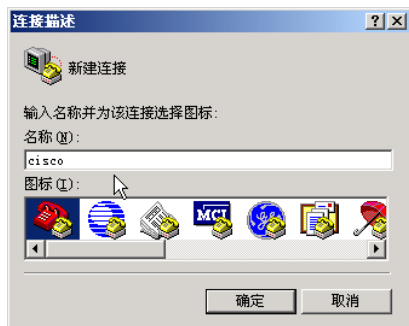 连接描述
新建连接
输入名称并为该连接选择图标:
名称(N):
cisco
图标(I):
MCI
确定
取消